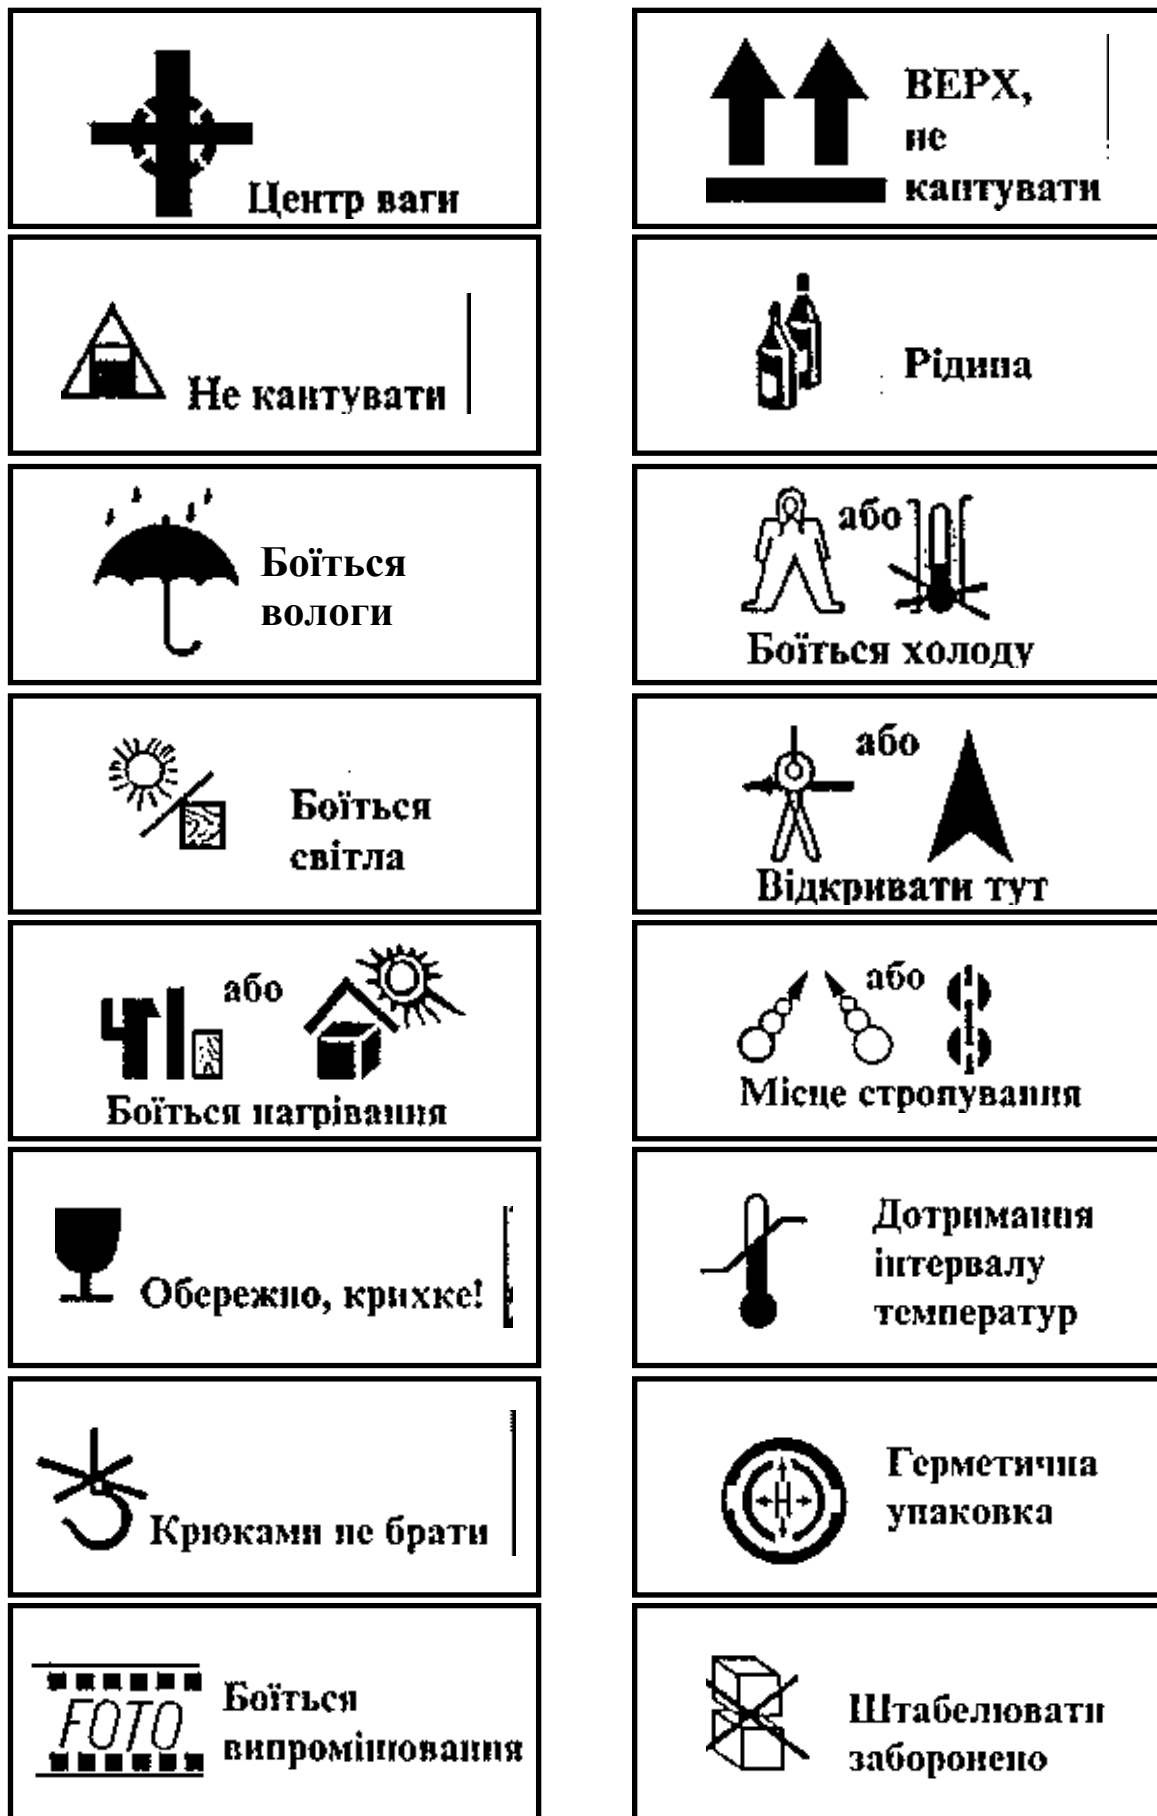 Центр ваги
ВЕРХ,
не
кантувати
Не кантувати
Рідина
Боїться
вологи
або
Боїться холоду
Боїться
світла
або
Відкривати тут
або
Боїться нагрівання
або
Місце стропування
Обережно, крихке!
Дотримання
інтервалу
температур
Крюками не брати
Н
Герметична
упаковка
FOTO
Боїться
випромінювання
Штабелювати
заборонено